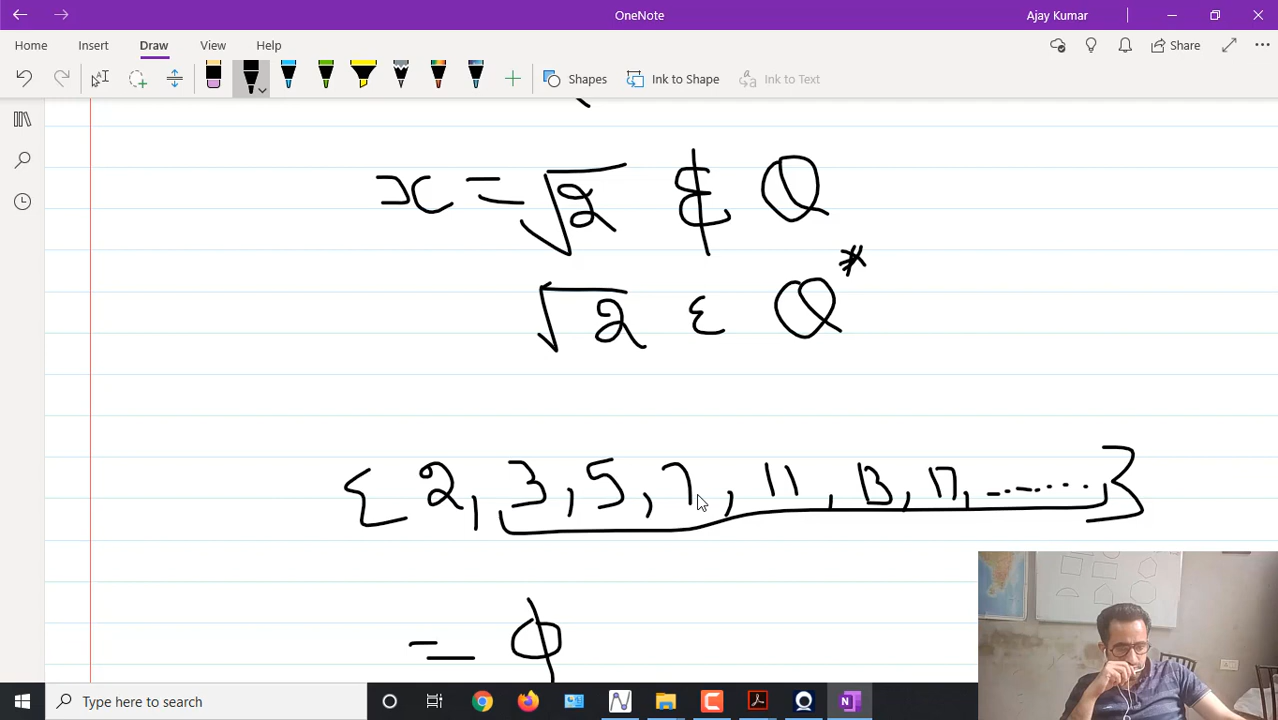 OneNote
Ajay Kumar
Home Insert Draw View Help
Share
Shapes Ink to Shape Ink to Text
x = √2 ∉ Q
√2 ∈ Q*
{ 2, 3, 5, 7, 11, 13, 17, ......., }
= ϕ
Type here to search